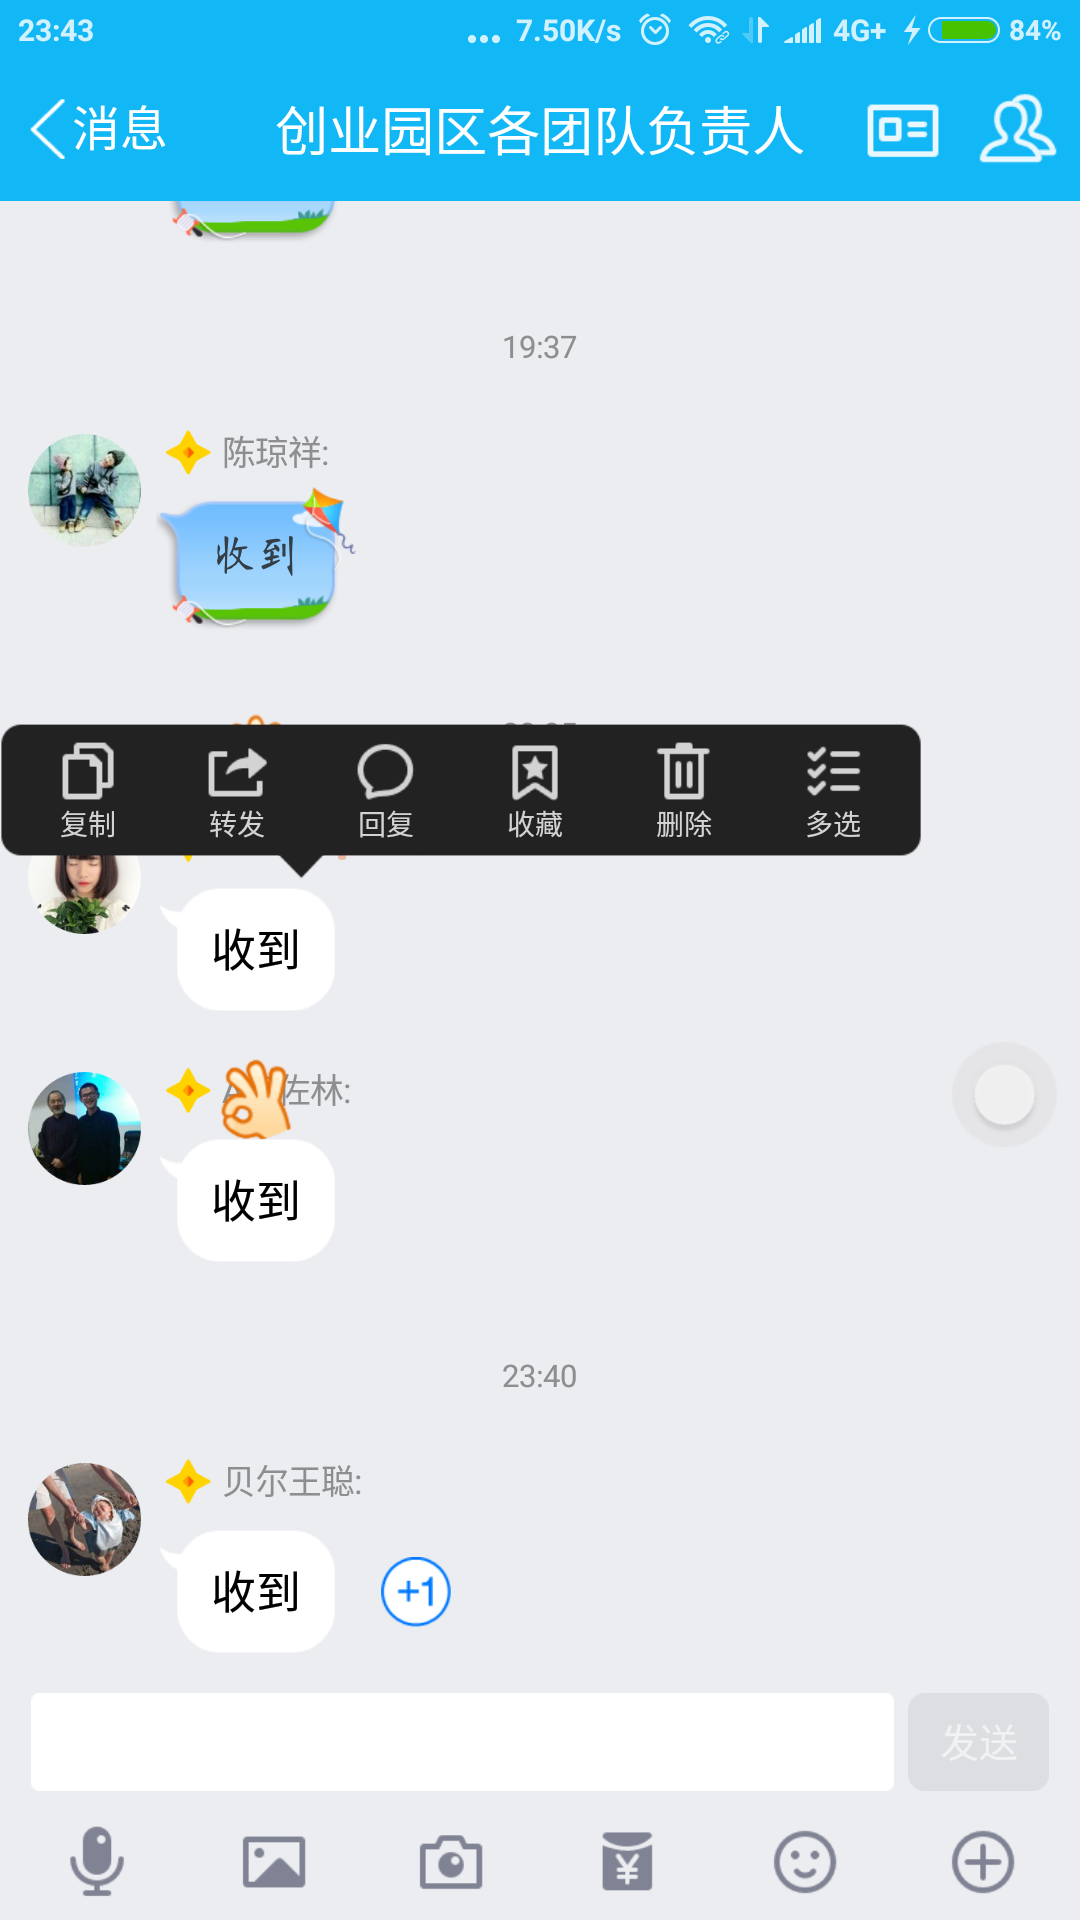 23:43 ... 7.50K/s 4G+ 84%
消息 创业园区各团队负责人
19:37
陈琼祥:
收到
复制 转发 回复 收藏 删除 多选
收到
佐林:
收到
23:40
贝尔王聪:
收到 +1
发送